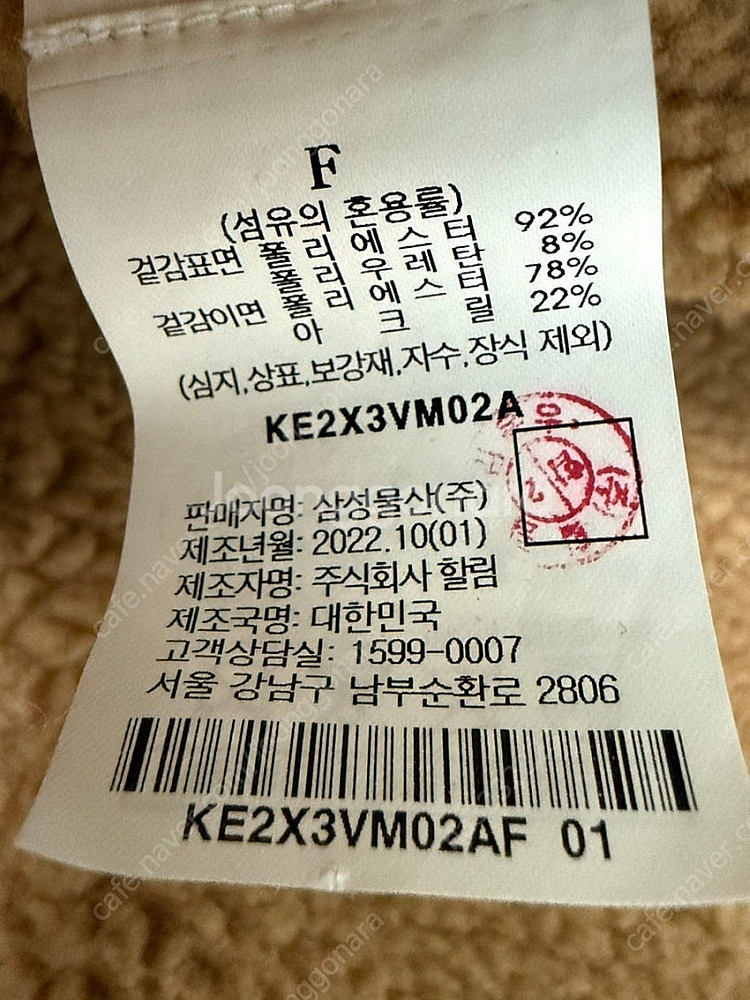 F
(섬유의 혼용률)
겉감표면 폴리에스터 92%
폴리우레탄 8%
겉감이면 폴리에스터 78%
아크릴 22%
(심지,상표,보강재,자수,장식 제외)
KE2X3VM02A
판매자명: 삼성물산(주)
제조년월: 2022.10(01)
제조자명: 주식회사 할림
제조국명: 대한민국
고객상담실: 1599-0007
서울 강남구 남부순환로 2806
KE2X3VM02AF 01